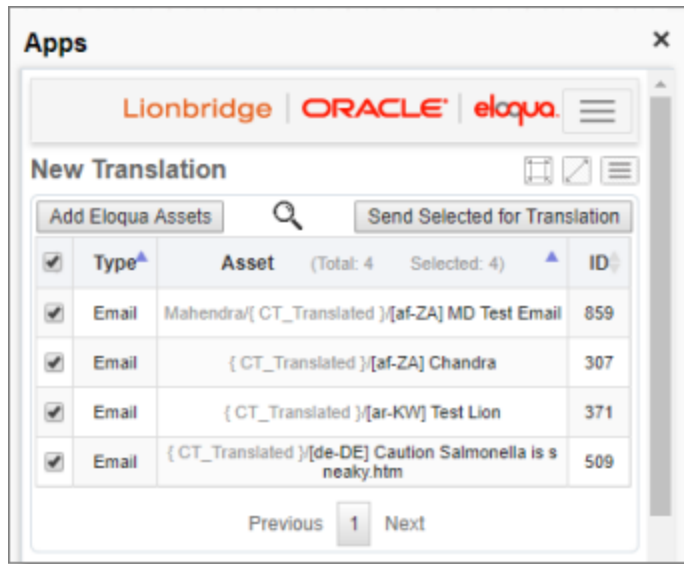 Apps
Lionbridge | ORACLE | eloqua.
New Translation
Add Eloqua Assets Send Selected for Translation
Type Asset (Total: 4 Selected: 4) ID
Email Mahendra/{ CT_Translated }/[af-ZA] MD Test Email 859
Email { CT_Translated }/[af-ZA] Chandra 307
Email { CT_Translated }/[ar-KW] Test Lion 371
Email { CT_Translated }/[de-DE] Caution Salmonella is s
neaky.htm 509
Previous 1 Next